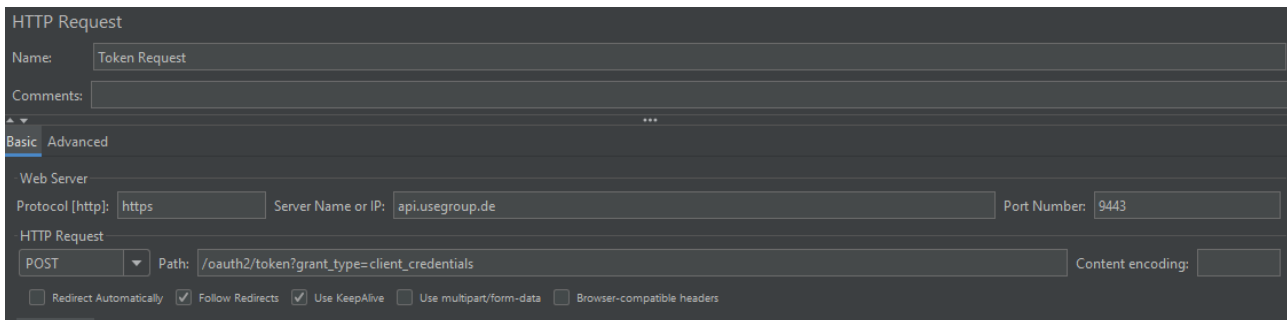 HTTP Request
Name: Token Request
Comments:
Basic Advanced
Web Server
Protocol [http]: https Server Name or IP: api.usegroup.de Port Number: 9443
HTTP Request
POST Path: /oauth2/token?grant_type=client_credentials Content encoding:
Redirect Automatically Follow Redirects Use KeepAlive Use multipart/form-data Browser-compatible headers